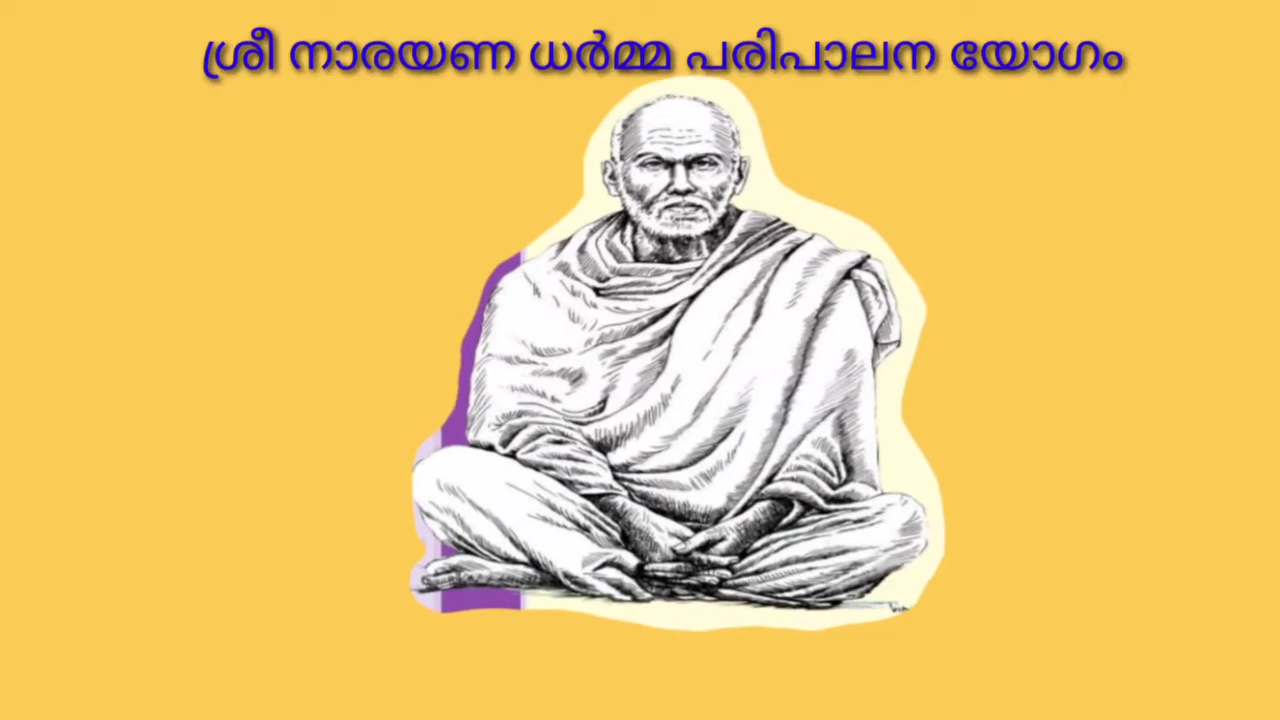 ശ്രീ നാരയണ ധർമ്മ പരിപാലന യോഗം